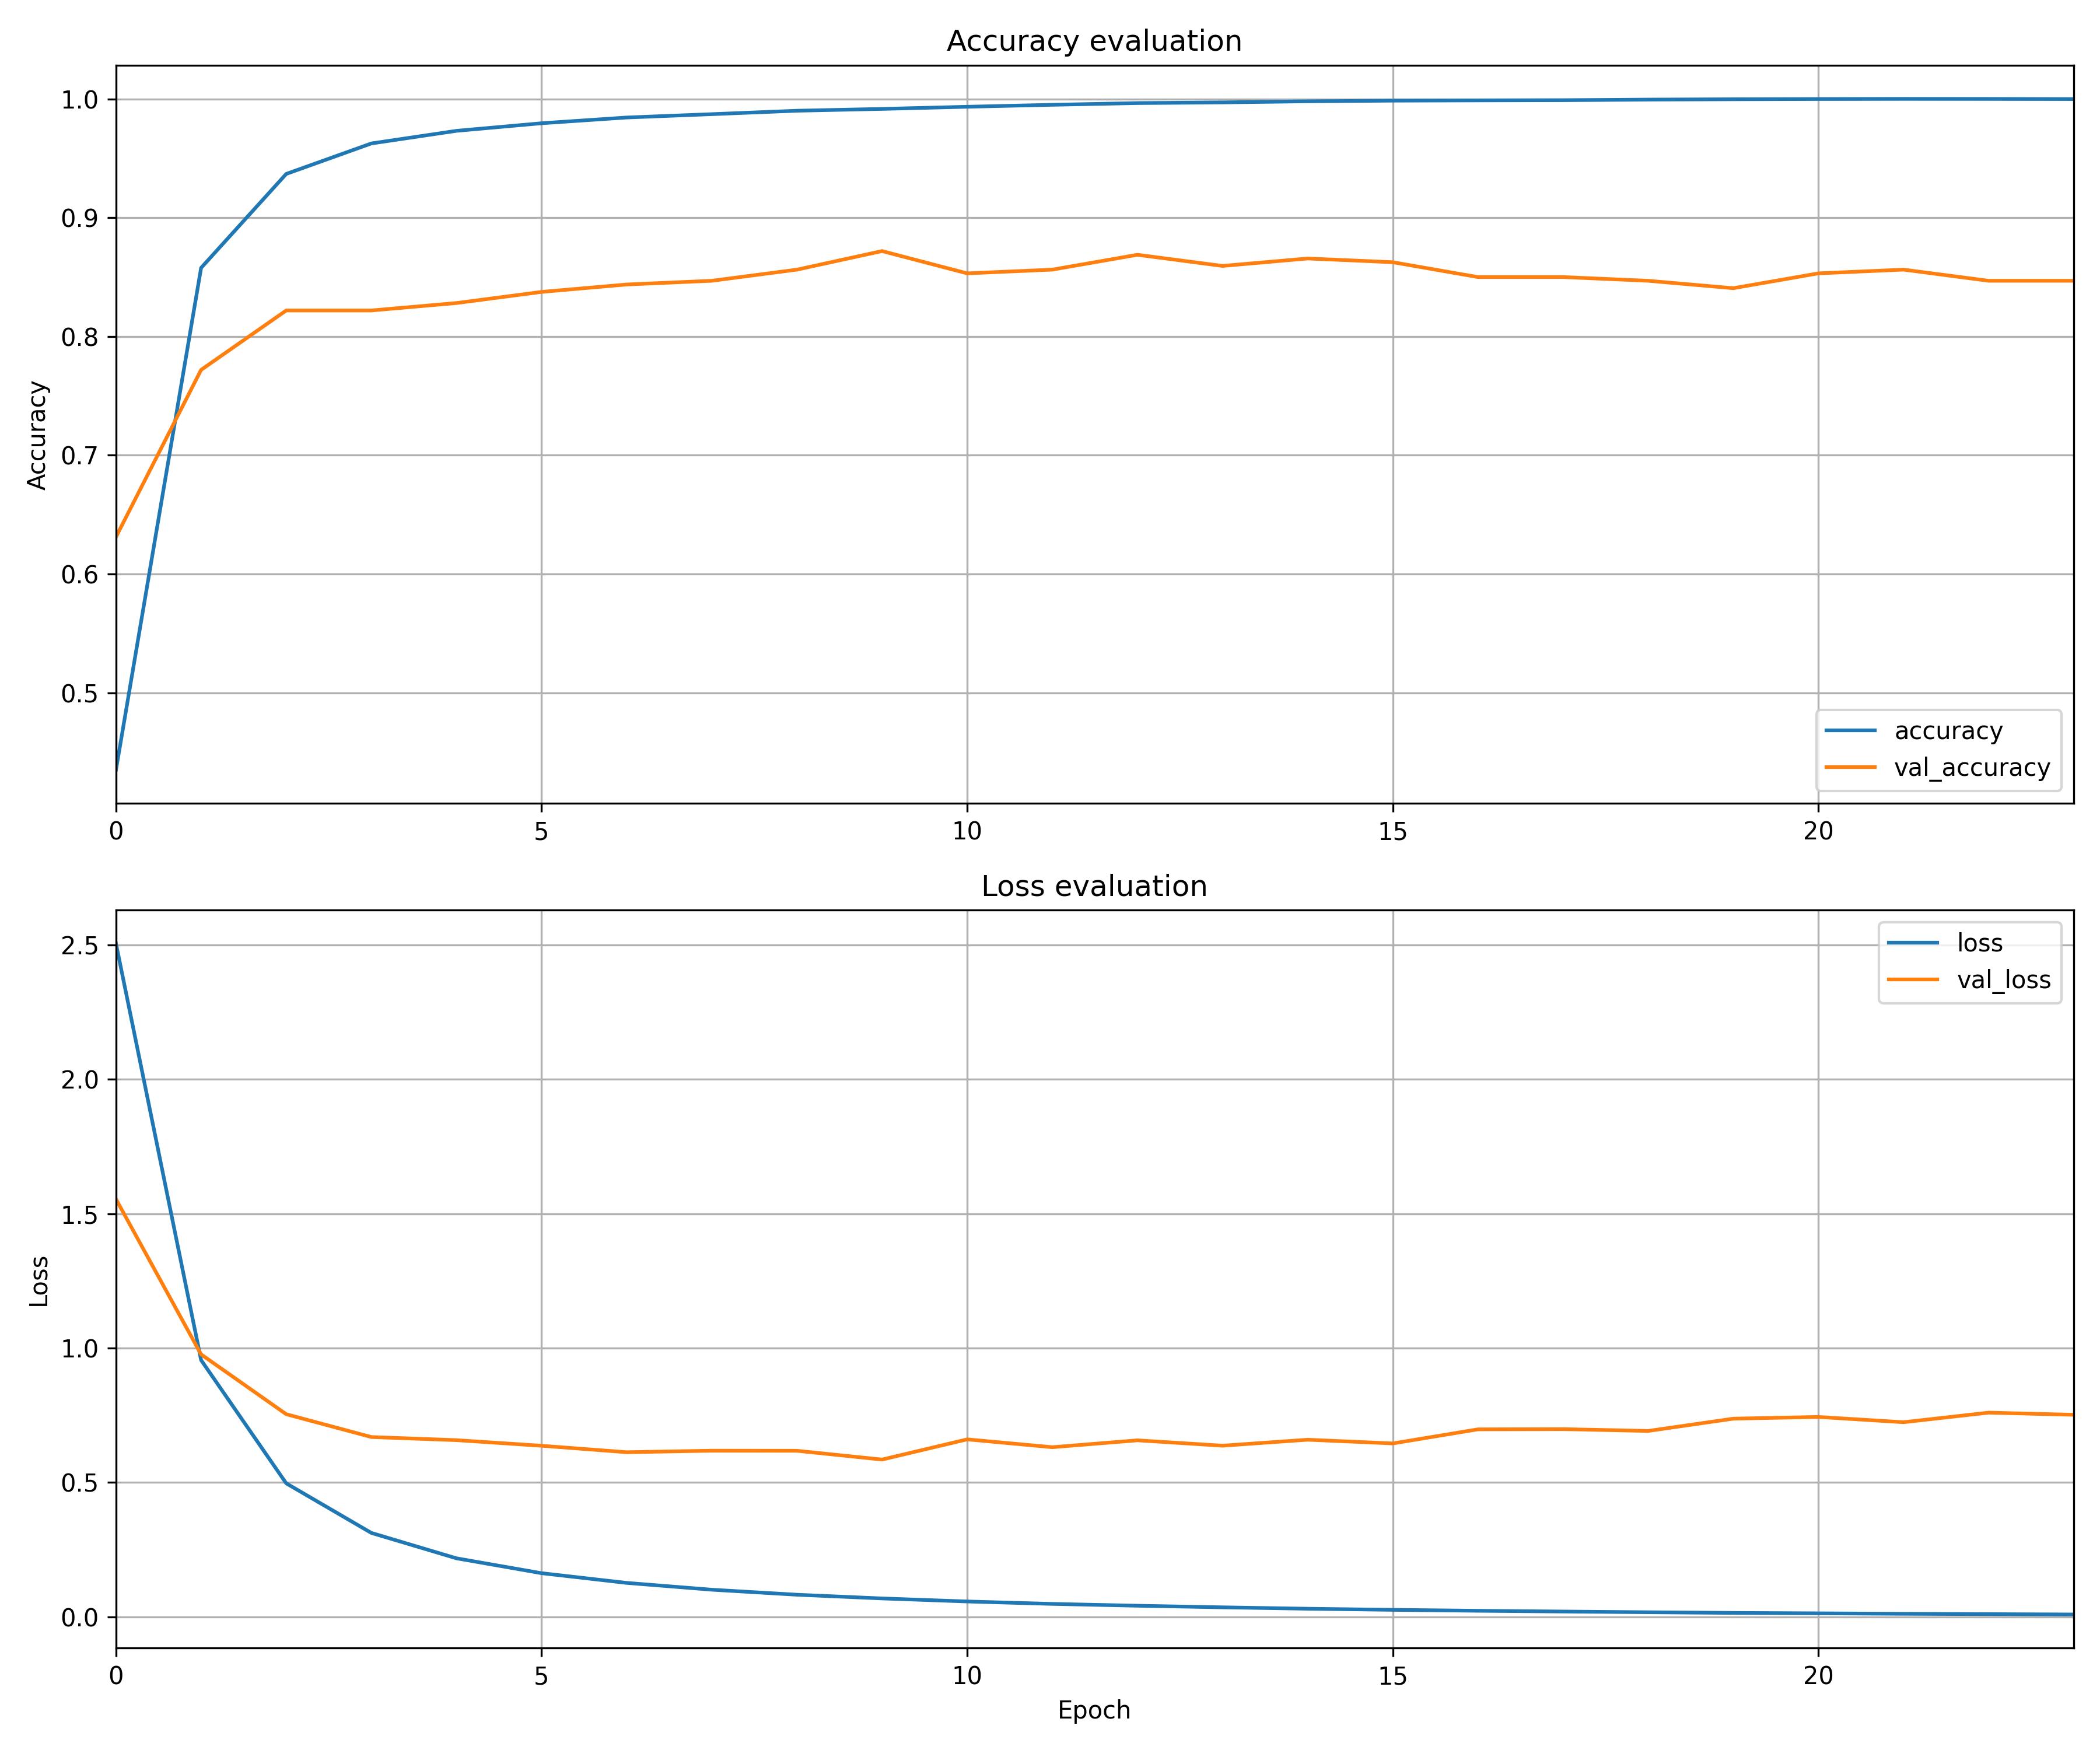 Accuracy evaluation
1.0
0.9
0.8
0.7
0.6
0.5
Accuracy
accuracy
val_accuracy
0 5 10 15 20
Loss evaluation
2.5
2.0
1.5
1.0
0.5
0.0
Loss
loss
val_loss
0 5 10 15 20
Epoch